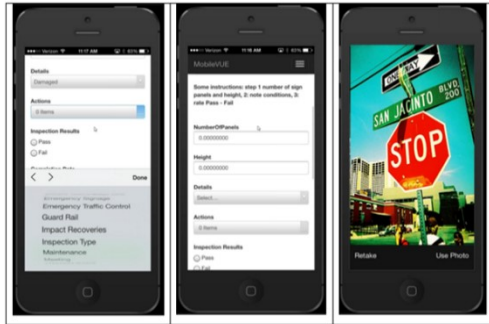 Verizon
11:17 AM
Details
Damaged
Actions
0 Items
Inspection Results
Pass
Fail
Done
Emergency Manager
Emergency Traffic Control
Guard Rail
Impact Recoveries
Inspection Type
Maintenance
Verizon
11:16 AM
MobileVUE
Some instructions: step 1 number of sign
panels and height, 2: note conditions, 3:
rate Pass - Fail
NumberOfPanels
0.00000000
Height
0.00000000
Details
Select...
Actions
0 Items
Inspection Results
Pass
Fail
ONE WAY
SAN JACINTO BLVD.
200
STOP
Retake
Use Photo